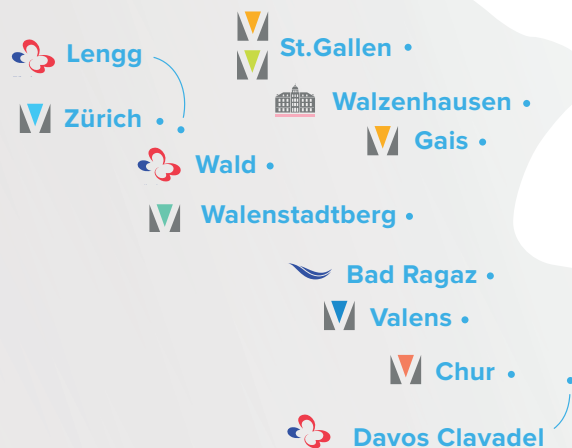 Lengg
St.Gallen
Walzenhausen
Zürich
Gais
Wald
Walenstadtberg
Bad Ragaz
Valens
Chur
Davos Clavadel